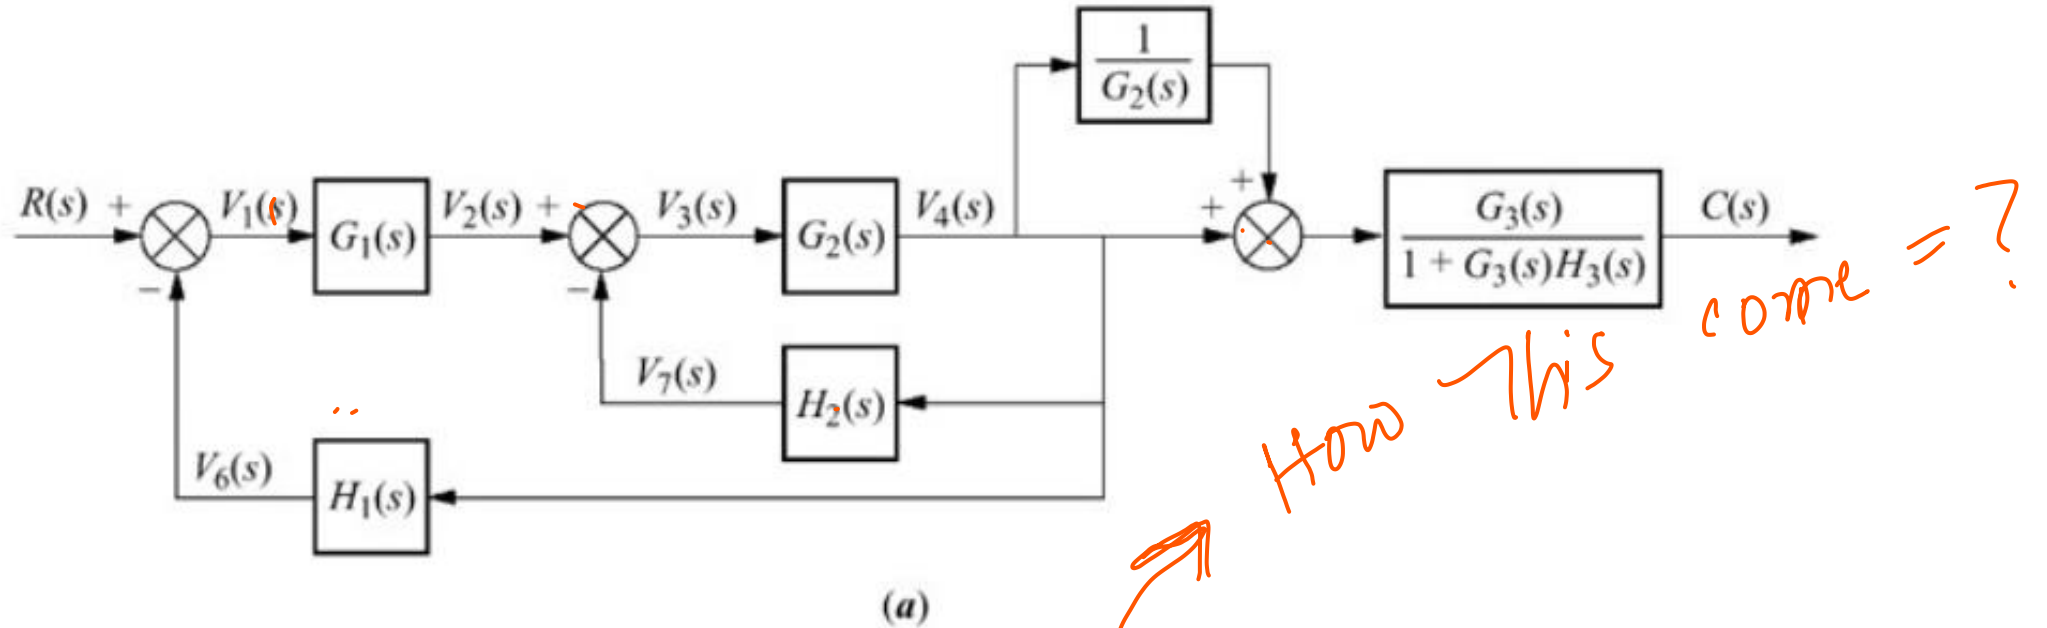 1
G₂(s)
R(s) + V₁(s) G₁(s) V₂(s) + V₃(s) G₂(s) V₄(s) + + G₃(s) C(s)
1 + G₃(s)H₃(s)
− −
V₇(s) H₂(s)
V₆(s) H₁(s)
How This come = ?
(a)